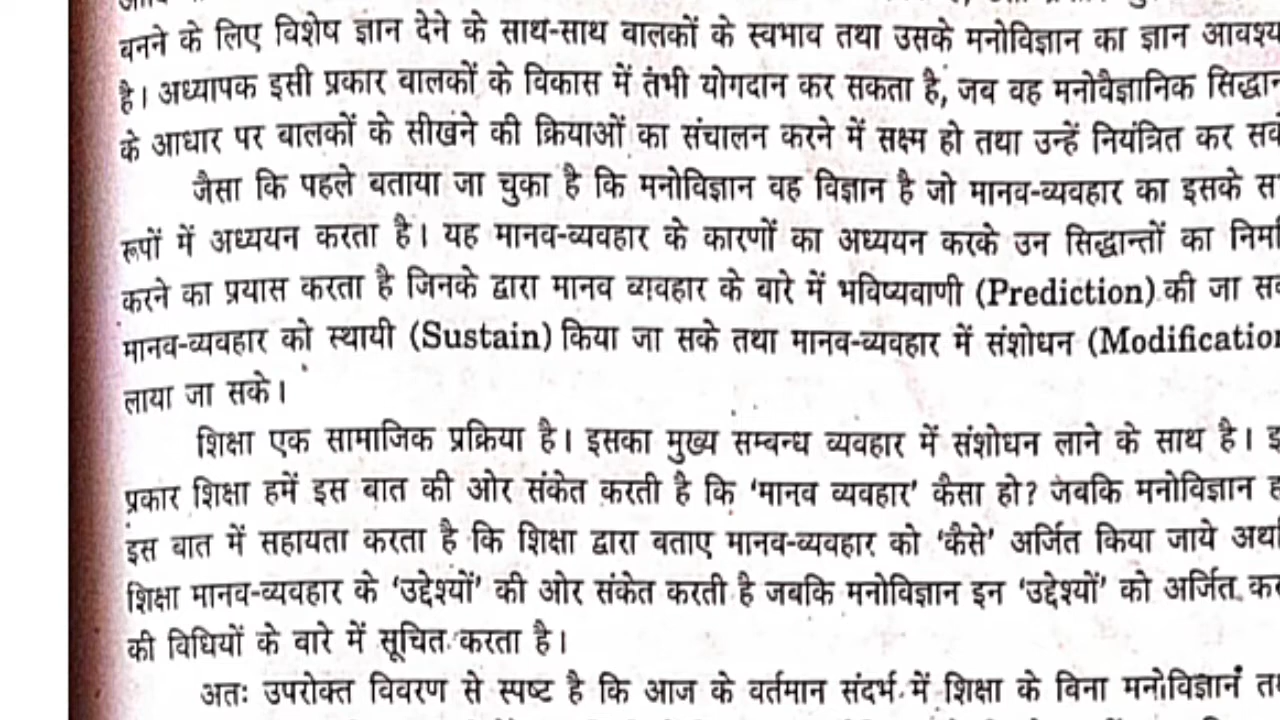 बनने के लिए विशेष ज्ञान देने के साथ-साथ बालकों के स्वभाव तथा उसके मनोविज्ञान का ज्ञान
है। अध्यापक इसी प्रकार बालकों के विकास में तभी योगदान कर सकता है, जब वह मनोवैज्ञानिक
के आधार पर बालकों के सीखने की क्रियाओं का संचालन करने में सक्ष्म हो तथा उन्हें नियंत्रित कर
जैसा कि पहले बताया जा चुका है कि मनोविज्ञान वह विज्ञान है जो मानव-व्यवहार का इसके
रूपों में अध्ययन करता है। यह मानव-व्यवहार के कारणों का अध्ययन करके उन सिद्धान्तों का
करने का प्रयास करता है जिनके द्वारा मानव व्यवहार के बारे में भविष्यवाणी (Prediction) की जा
मानव-व्यवहार को स्थायी (Sustain) किया जा सके तथा मानव-व्यवहार में संशोधन
लाया जा सके।
शिक्षा एक सामाजिक प्रक्रिया है। इसका मुख्य सम्बन्ध व्यवहार में संशोधन लाने के साथ है।
प्रकार शिक्षा हमें इस बात की ओर संकेत करती है कि ‘मानव व्यवहार’ कैसा हो? जबकि मनोविज्ञान
इस बात में सहायता करता है कि शिक्षा द्वारा बताए मानव-व्यवहार को ‘कैसे’ अर्जित किया जाये
शिक्षा मानव-व्यवहार के ‘उद्देश्यों’ की ओर संकेत करती है जबकि मनोविज्ञान इन ‘उद्देश्यों’ को अर्जित
की विधियों के बारे में सूचित करता है।
अतः उपरोक्त विवरण से स्पष्ट है कि आज के वर्तमान संदर्भ में शिक्षा के बिना मनोविज्ञान